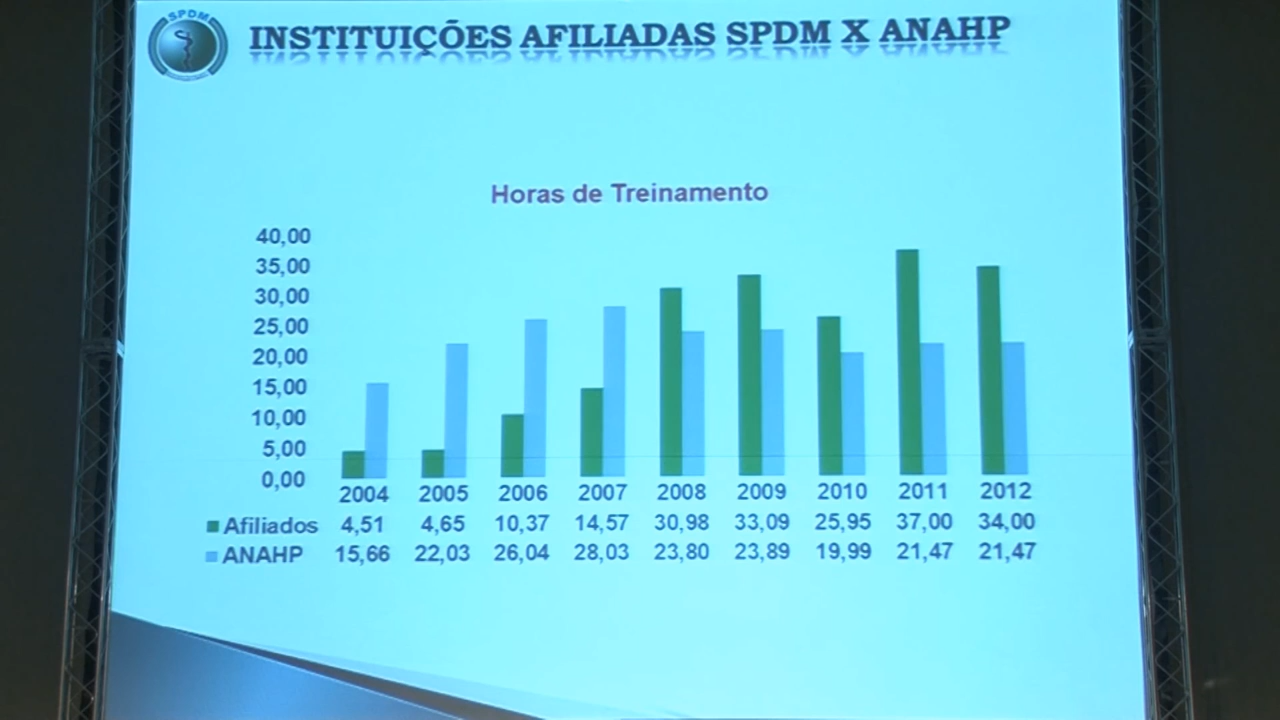 SPDM
INSTITUIÇÕES AFILIADAS SPDM X ANAHP
Horas de Treinamento
40,00
35,00
30,00
25,00
20,00
15,00
10,00
5,00
0,00
2004 2005 2006 2007 2008 2009 2010 2011 2012
Afiliados 4,51 4,65 10,37 14,57 30,98 33,09 25,95 37,00 34,00
ANAHP 15,66 22,03 26,04 28,03 23,80 23,89 19,99 21,47 21,47